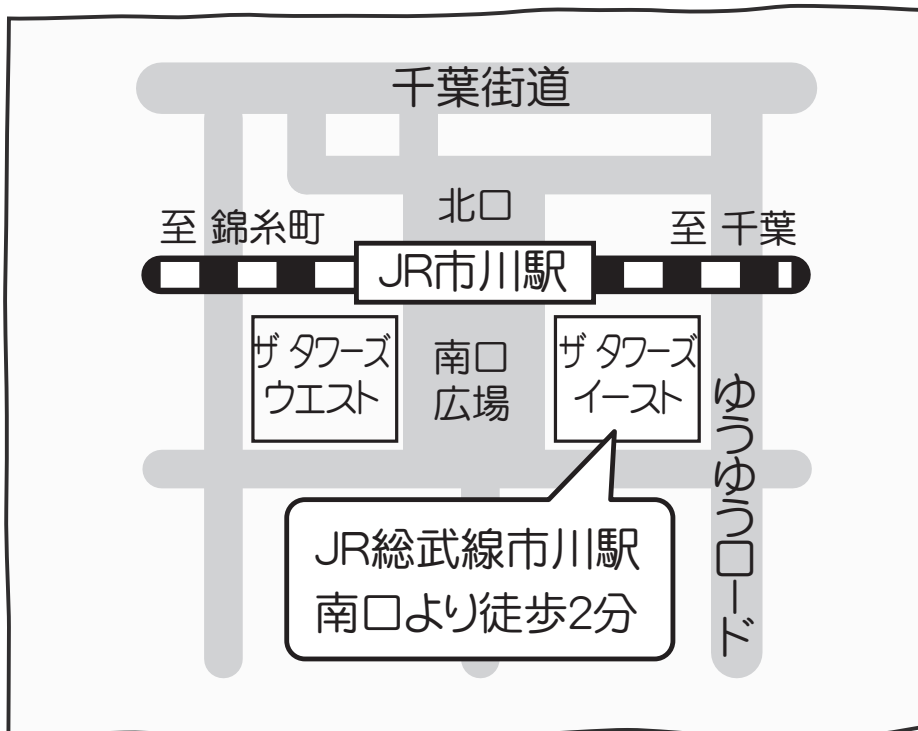 千葉街道
北口
至 錦糸町
至 千葉
JR市川駅
ザ タワーズ
ウエスト
南口
広場
ザ タワーズ
イースト
ゆうゆうロード
JR総武線市川駅
南口より徒歩2分